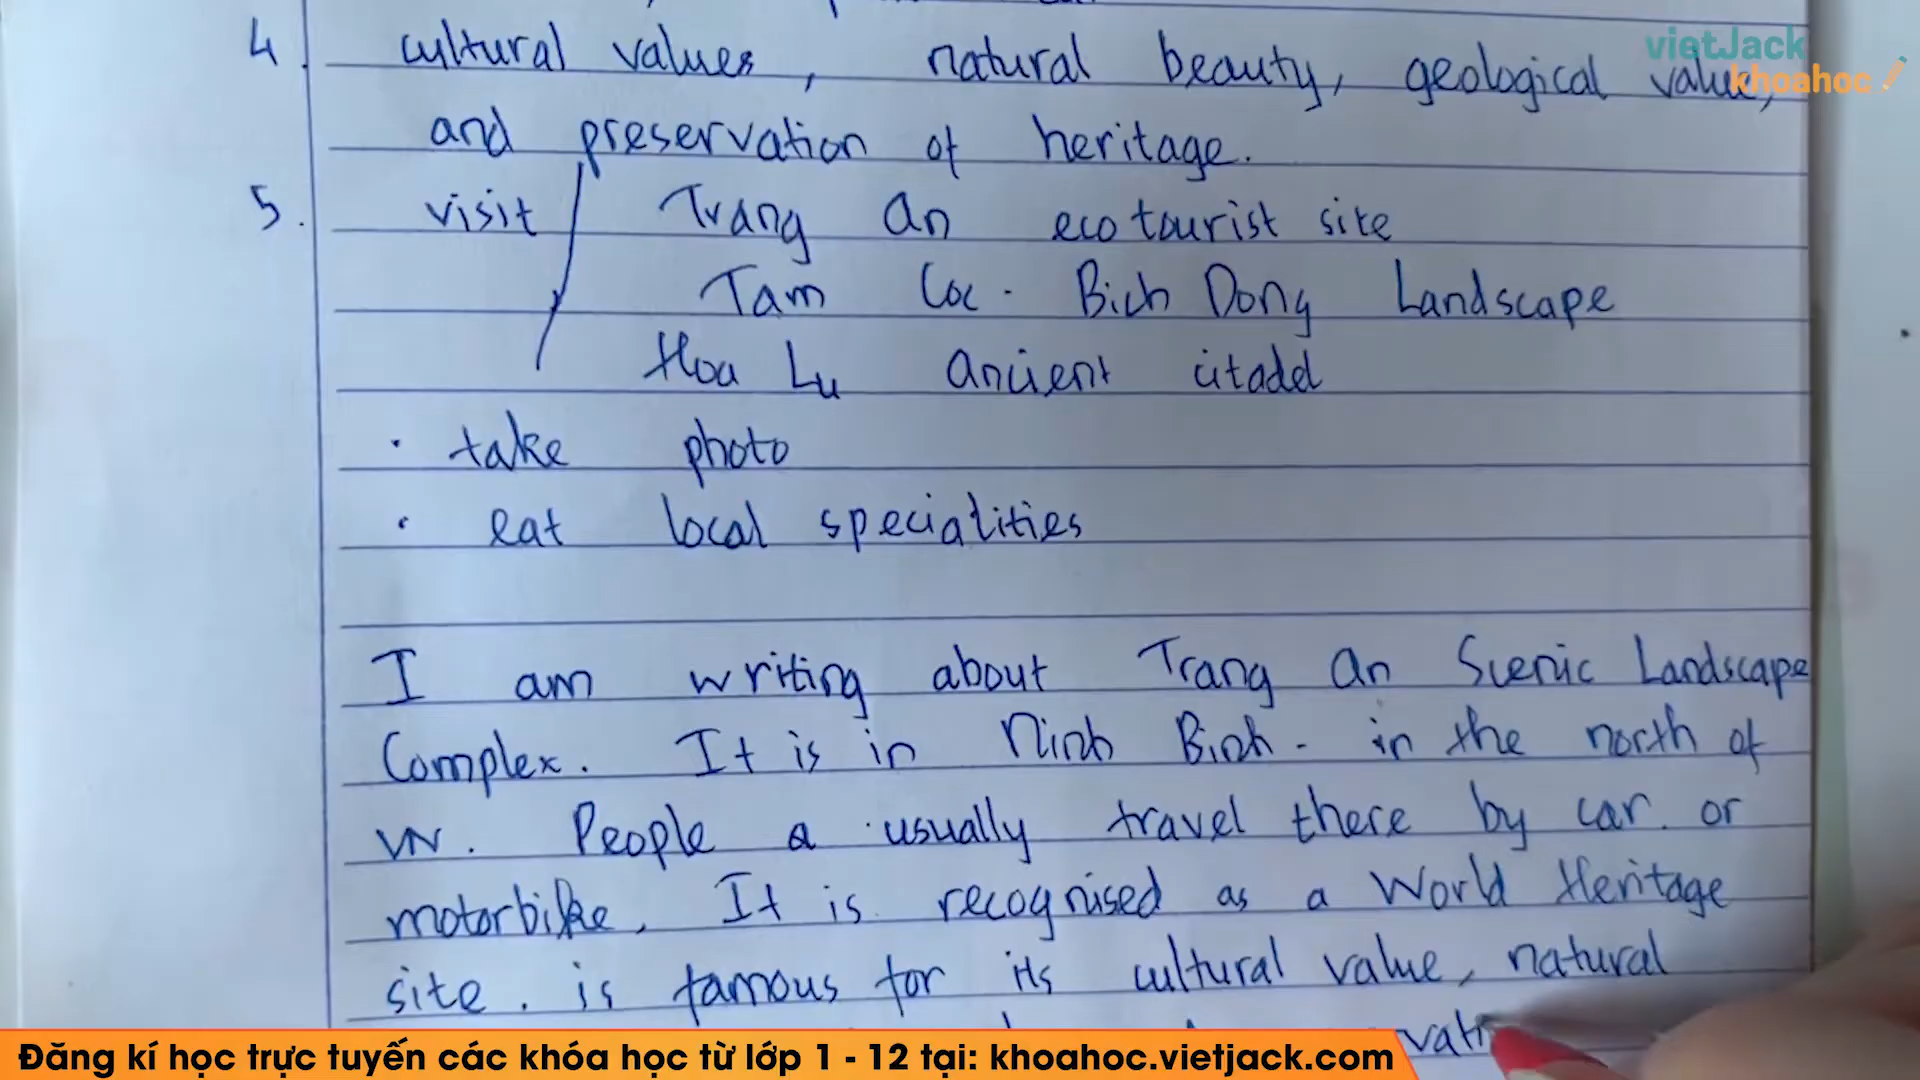 4. cultural values, natural beauty, geological value,
and preservation of heritage.
5. visit Trang An ecotourist site
Tam Coc - Bich Dong Landscape
Hoa Lu Ancient citadel
· take photo
· eat local specialities
I am writing about Trang An Scenic Landscape
Complex. It is in Ninh Binh - in the north of
VN. People a usually travel there by car. or
motorbike. It is recognised as a World Heritage
site. is famous for its cultural value, natural
vati
vietJack
khoahoc
Đăng kí học trực tuyến các khóa học từ lớp 1 - 12 tại: khoahoc.vietjack.com